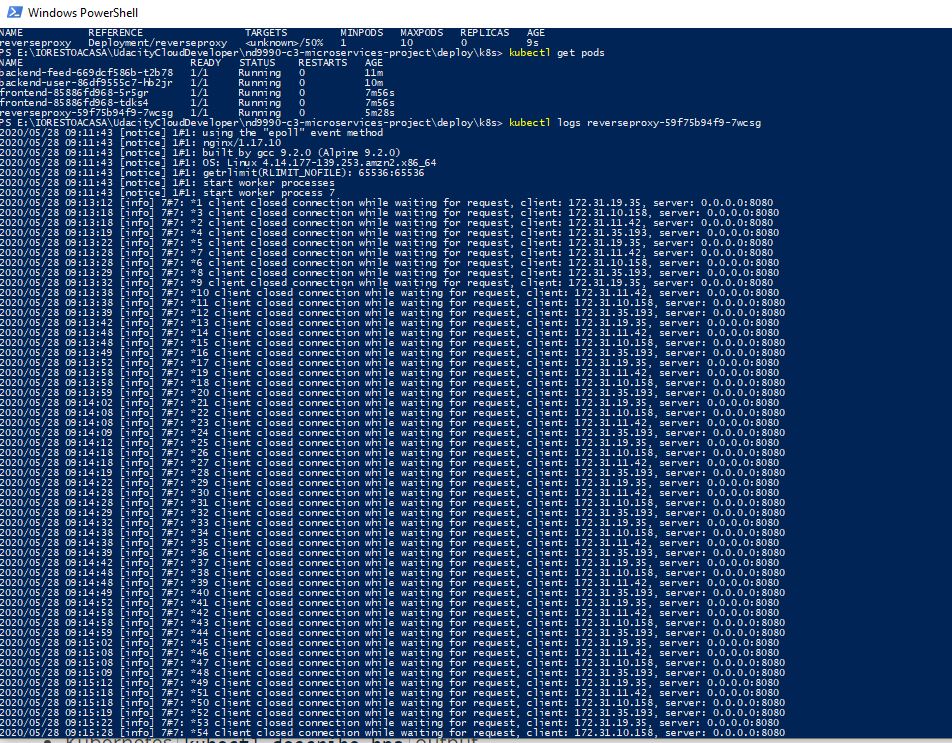 Windows PowerShell
NAME REFERENCE TARGETS MINPODS MAXPODS REPLICAS AGE
reverseproxy Deployment/reverseproxy <unknown>/50% 1 10 0 9s
PS E:\IORESTOACASA\UdacityCloudDeveloper\nd9990-c3-microservices-project\deploy\k8s> kubectl get pods
NAME READY STATUS RESTARTS AGE
backend-feed-669dcf586b-t2b78 1/1 Running 0 11m
backend-user-86df9555c7-hb2jr 1/1 Running 0 10m
frontend-85886fd968-5r5gr 1/1 Running 0 7m56s
frontend-85886fd968-tdks4 1/1 Running 0 7m56s
reverseproxy-59f75b94f9-7wcsg 1/1 Running 0 5m28s
PS E:\IORESTOACASA\UdacityCloudDeveloper\nd9990-c3-microservices-project\deploy\k8s> kubectl logs reverseproxy-59f75b94f9-7wcsg
2020/05/28 09:11:43 [notice] 1#1: using the "epoll" event method
2020/05/28 09:11:43 [notice] 1#1: nginx/1.17.10
2020/05/28 09:11:43 [notice] 1#1: built by gcc 9.2.0 (Alpine 9.2.0)
2020/05/28 09:11:43 [notice] 1#1: OS: Linux 4.14.177-139.253.amzn2.x86_64
2020/05/28 09:11:43 [notice] 1#1: getrlimit(RLIMIT_NOFILE): 65536:65536
2020/05/28 09:11:43 [notice] 1#1: start worker processes
2020/05/28 09:11:43 [notice] 1#1: start worker process 7
2020/05/28 09:13:12 [info] 7#7: *1 client closed connection while waiting for request, client: 172.31.19.35, server: 0.0.0.0:8080
2020/05/28 09:13:18 [info] 7#7: *3 client closed connection while waiting for request, client: 172.31.10.158, server: 0.0.0.0:8080
2020/05/28 09:13:18 [info] 7#7: *2 client closed connection while waiting for request, client: 172.31.11.42, server: 0.0.0.0:8080
2020/05/28 09:13:19 [info] 7#7: *4 client closed connection while waiting for request, client: 172.31.35.193, server: 0.0.0.0:8080
2020/05/28 09:13:22 [info] 7#7: *5 client closed connection while waiting for request, client: 172.31.19.35, server: 0.0.0.0:8080
2020/05/28 09:13:28 [info] 7#7: *7 client closed connection while waiting for request, client: 172.31.11.42, server: 0.0.0.0:8080
2020/05/28 09:13:28 [info] 7#7: *6 client closed connection while waiting for request, client: 172.31.10.158, server: 0.0.0.0:8080
2020/05/28 09:13:29 [info] 7#7: *8 client closed connection while waiting for request, client: 172.31.35.193, server: 0.0.0.0:8080
2020/05/28 09:13:32 [info] 7#7: *9 client closed connection while waiting for request, client: 172.31.19.35, server: 0.0.0.0:8080
2020/05/28 09:13:38 [info] 7#7: *10 client closed connection while waiting for request, client: 172.31.11.42, server: 0.0.0.0:8080
2020/05/28 09:13:38 [info] 7#7: *11 client closed connection while waiting for request, client: 172.31.10.158, server: 0.0.0.0:8080
2020/05/28 09:13:39 [info] 7#7: *12 client closed connection while waiting for request, client: 172.31.35.193, server: 0.0.0.0:8080
2020/05/28 09:13:42 [info] 7#7: *13 client closed connection while waiting for request, client: 172.31.19.35, server: 0.0.0.0:8080
2020/05/28 09:13:48 [info] 7#7: *14 client closed connection while waiting for request, client: 172.31.11.42, server: 0.0.0.0:8080
2020/05/28 09:13:48 [info] 7#7: *15 client closed connection while waiting for request, client: 172.31.10.158, server: 0.0.0.0:8080
2020/05/28 09:13:49 [info] 7#7: *16 client closed connection while waiting for request, client: 172.31.35.193, server: 0.0.0.0:8080
2020/05/28 09:13:52 [info] 7#7: *17 client closed connection while waiting for request, client: 172.31.19.35, server: 0.0.0.0:8080
2020/05/28 09:13:58 [info] 7#7: *19 client closed connection while waiting for request, client: 172.31.11.42, server: 0.0.0.0:8080
2020/05/28 09:13:58 [info] 7#7: *18 client closed connection while waiting for request, client: 172.31.10.158, server: 0.0.0.0:8080
2020/05/28 09:13:59 [info] 7#7: *20 client closed connection while waiting for request, client: 172.31.35.193, server: 0.0.0.0:8080
2020/05/28 09:14:02 [info] 7#7: *21 client closed connection while waiting for request, client: 172.31.19.35, server: 0.0.0.0:8080
2020/05/28 09:14:08 [info] 7#7: *22 client closed connection while waiting for request, client: 172.31.10.158, server: 0.0.0.0:8080
2020/05/28 09:14:08 [info] 7#7: *23 client closed connection while waiting for request, client: 172.31.11.42, server: 0.0.0.0:8080
2020/05/28 09:14:09 [info] 7#7: *24 client closed connection while waiting for request, client: 172.31.35.193, server: 0.0.0.0:8080
2020/05/28 09:14:12 [info] 7#7: *25 client closed connection while waiting for request, client: 172.31.19.35, server: 0.0.0.0:8080
2020/05/28 09:14:18 [info] 7#7: *26 client closed connection while waiting for request, client: 172.31.10.158, server: 0.0.0.0:8080
2020/05/28 09:14:18 [info] 7#7: *27 client closed connection while waiting for request, client: 172.31.11.42, server: 0.0.0.0:8080
2020/05/28 09:14:19 [info] 7#7: *28 client closed connection while waiting for request, client: 172.31.35.193, server: 0.0.0.0:8080
2020/05/28 09:14:22 [info] 7#7: *29 client closed connection while waiting for request, client: 172.31.19.35, server: 0.0.0.0:8080
2020/05/28 09:14:28 [info] 7#7: *30 client closed connection while waiting for request, client: 172.31.11.42, server: 0.0.0.0:8080
2020/05/28 09:14:28 [info] 7#7: *31 client closed connection while waiting for request, client: 172.31.10.158, server: 0.0.0.0:8080
2020/05/28 09:14:29 [info] 7#7: *32 client closed connection while waiting for request, client: 172.31.35.193, server: 0.0.0.0:8080
2020/05/28 09:14:32 [info] 7#7: *33 client closed connection while waiting for request, client: 172.31.19.35, server: 0.0.0.0:8080
2020/05/28 09:14:38 [info] 7#7: *34 client closed connection while waiting for request, client: 172.31.10.158, server: 0.0.0.0:8080
2020/05/28 09:14:38 [info] 7#7: *35 client closed connection while waiting for request, client: 172.31.11.42, server: 0.0.0.0:8080
2020/05/28 09:14:39 [info] 7#7: *36 client closed connection while waiting for request, client: 172.31.35.193, server: 0.0.0.0:8080
2020/05/28 09:14:42 [info] 7#7: *37 client closed connection while waiting for request, client: 172.31.19.35, server: 0.0.0.0:8080
2020/05/28 09:14:48 [info] 7#7: *38 client closed connection while waiting for request, client: 172.31.10.158, server: 0.0.0.0:8080
2020/05/28 09:14:48 [info] 7#7: *39 client closed connection while waiting for request, client: 172.31.11.42, server: 0.0.0.0:8080
2020/05/28 09:14:49 [info] 7#7: *40 client closed connection while waiting for request, client: 172.31.35.193, server: 0.0.0.0:8080
2020/05/28 09:14:52 [info] 7#7: *41 client closed connection while waiting for request, client: 172.31.19.35, server: 0.0.0.0:8080
2020/05/28 09:14:58 [info] 7#7: *42 client closed connection while waiting for request, client: 172.31.11.42, server: 0.0.0.0:8080
2020/05/28 09:14:58 [info] 7#7: *43 client closed connection while waiting for request, client: 172.31.10.158, server: 0.0.0.0:8080
2020/05/28 09:14:59 [info] 7#7: *44 client closed connection while waiting for request, client: 172.31.35.193, server: 0.0.0.0:8080
2020/05/28 09:15:02 [info] 7#7: *45 client closed connection while waiting for request, client: 172.31.19.35, server: 0.0.0.0:8080
2020/05/28 09:15:08 [info] 7#7: *46 client closed connection while waiting for request, client: 172.31.11.42, server: 0.0.0.0:8080
2020/05/28 09:15:08 [info] 7#7: *47 client closed connection while waiting for request, client: 172.31.10.158, server: 0.0.0.0:8080
2020/05/28 09:15:09 [info] 7#7: *48 client closed connection while waiting for request, client: 172.31.35.193, server: 0.0.0.0:8080
2020/05/28 09:15:12 [info] 7#7: *49 client closed connection while waiting for request, client: 172.31.19.35, server: 0.0.0.0:8080
2020/05/28 09:15:18 [info] 7#7: *51 client closed connection while waiting for request, client: 172.31.11.42, server: 0.0.0.0:8080
2020/05/28 09:15:18 [info] 7#7: *50 client closed connection while waiting for request, client: 172.31.10.158, server: 0.0.0.0:8080
2020/05/28 09:15:19 [info] 7#7: *52 client closed connection while waiting for request, client: 172.31.35.193, server: 0.0.0.0:8080
2020/05/28 09:15:22 [info] 7#7: *53 client closed connection while waiting for request, client: 172.31.19.35, server: 0.0.0.0:8080
2020/05/28 09:15:28 [info] 7#7: *54 client closed connection while waiting for request, client: 172.31.10.158, server: 0.0.0.0:8080
Kubernetes kubectl describe hpa output